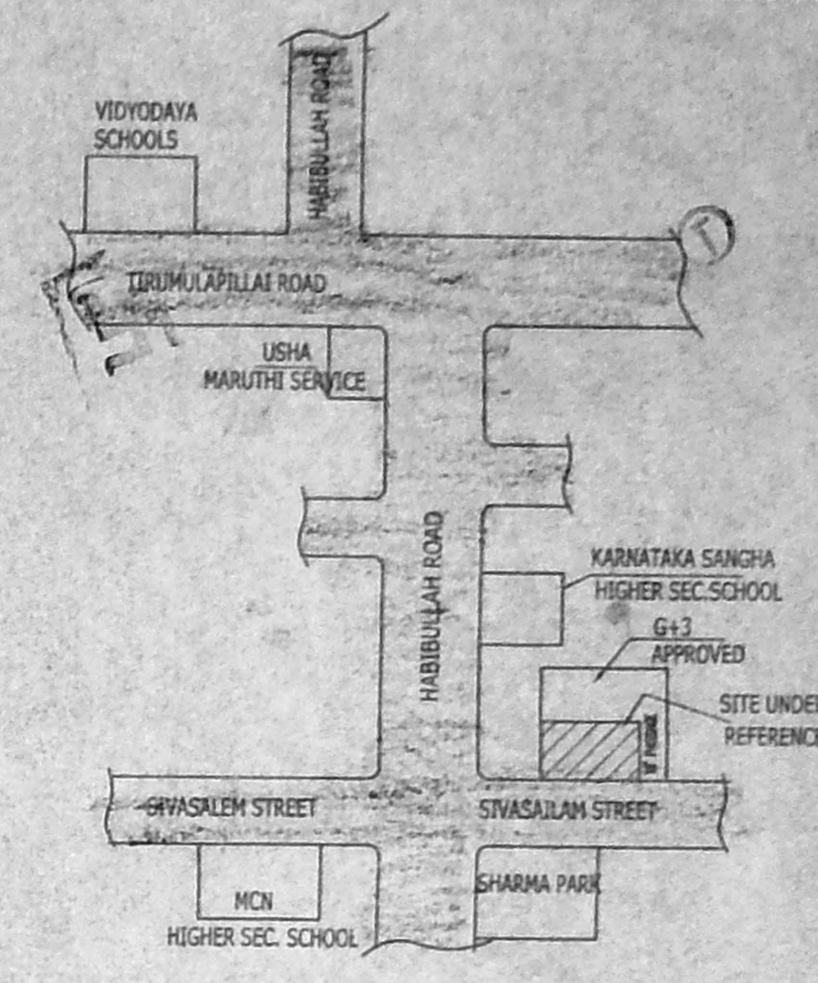 HABIBULLAH ROAD
VIDYODAYA
SCHOOLS
T
TIRUMULAPILLAI ROAD
USHA
MARUTHI SERVICE
HABIBULLAH ROAD
KARNATAKA SANGHA
HIGHER SEC.SCHOOL
G+3
APPROVED
SITE UNDE
REFERENCE
SIVASALEM STREET
SIVASAILAM STREET
MCN
HIGHER SEC. SCHOOL
SHARMA PARK